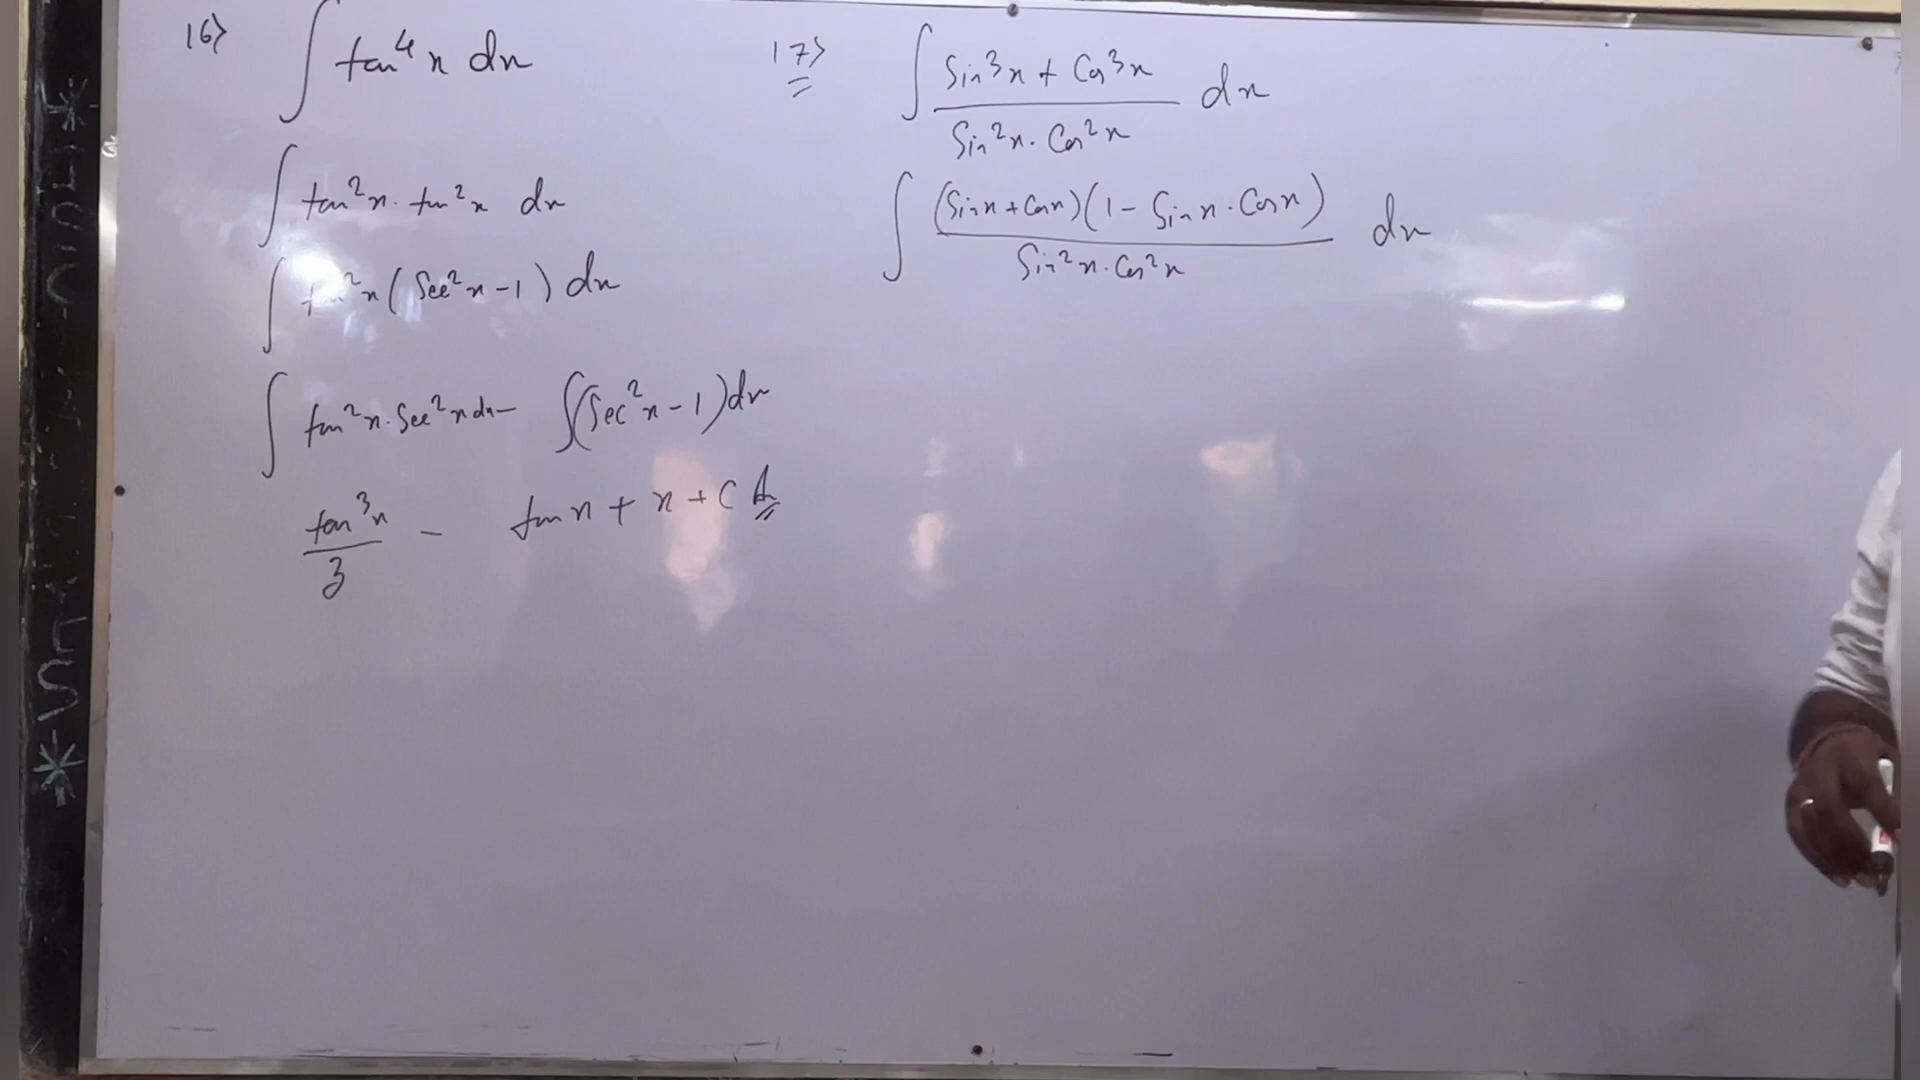 16) ∫ tan⁴x dx
∫ tan²x · tan²x dx
∫ tan²x (Sec²x - 1) dx
∫ tan²x · Sec²x dx - ∫(Sec²x - 1) dx
tan³x/3 - tan x + x + C
17) ∫ (Sin³x + Cos³x)/(Sin²x · Cos²x) dx
∫ (Sin x + Cos x)(1 - Sin x · Cos x)/(Sin²x · Cos²x) dx